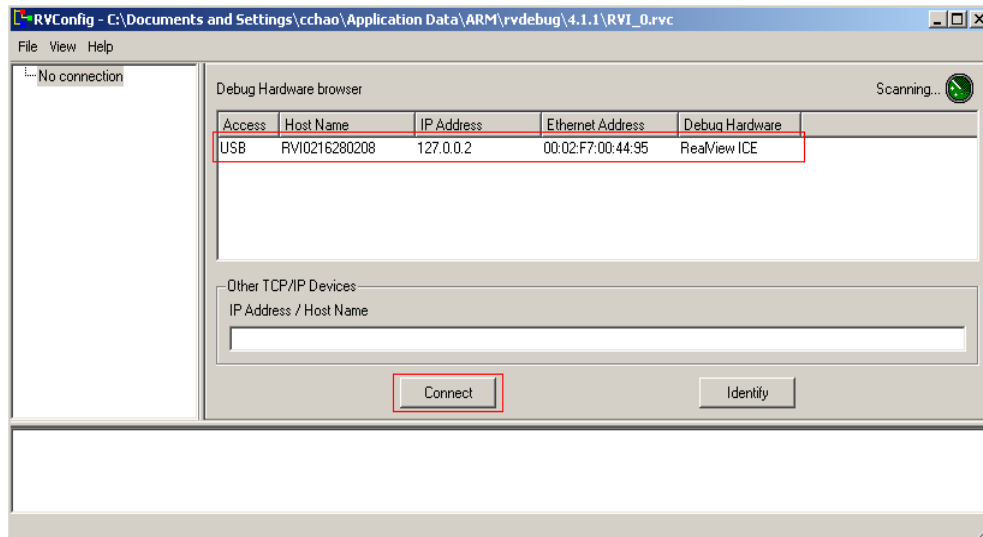 RVConfig - C:\Documents and Settings\cchao\Application Data\ARM\rvdebug\4.1.1\RVI_0.rvc
File View Help
No connection
Debug Hardware browser
Scanning...
Access Host Name IP Address Ethernet Address Debug Hardware
USB RVI0216280208 127.0.0.2 00:02:F7:00:44:95 RealView ICE
Other TCP/IP Devices
IP Address / Host Name
Connect Identify